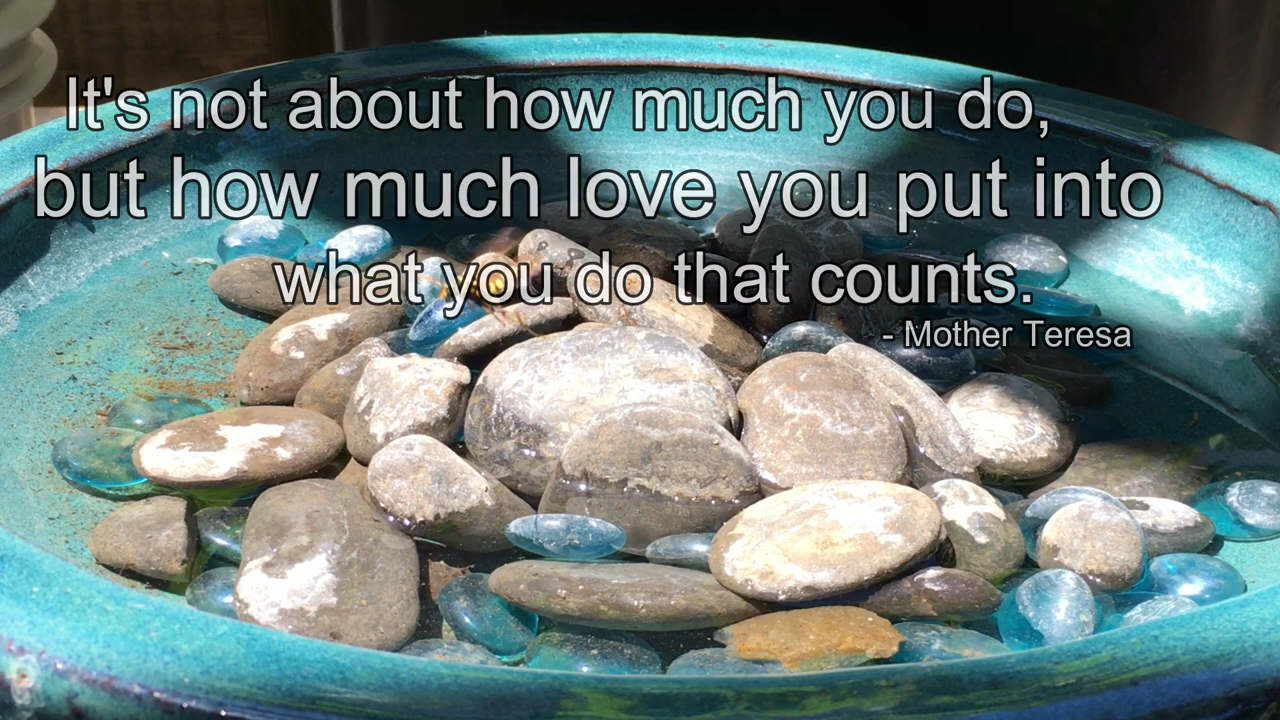 It's not about how much you do,
but how much love you put into
what you do that counts.
- Mother Teresa